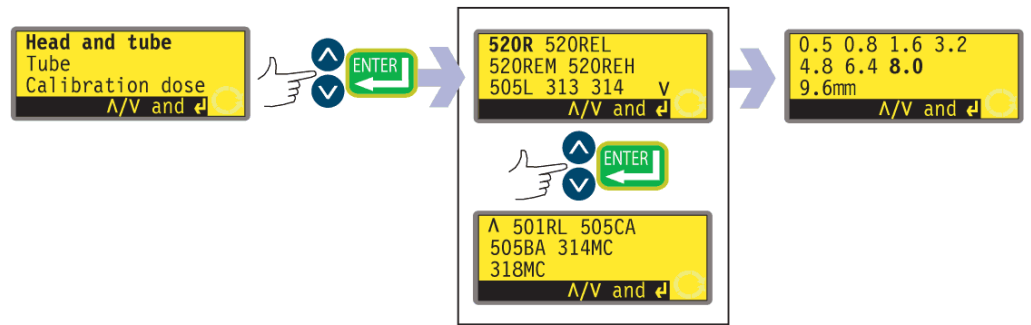 Head and tube
Tube
Calibration dose
Λ/V and ↲
ENTER
520R 520REL
520REM 520REH
505L 313 314 V
Λ/V and ↲
ENTER
Λ 501RL 505CA
505BA 314MC
318MC
Λ/V and ↲
0.5 0.8 1.6 3.2
4.8 6.4 8.0
9.6mm
Λ/V and ↲